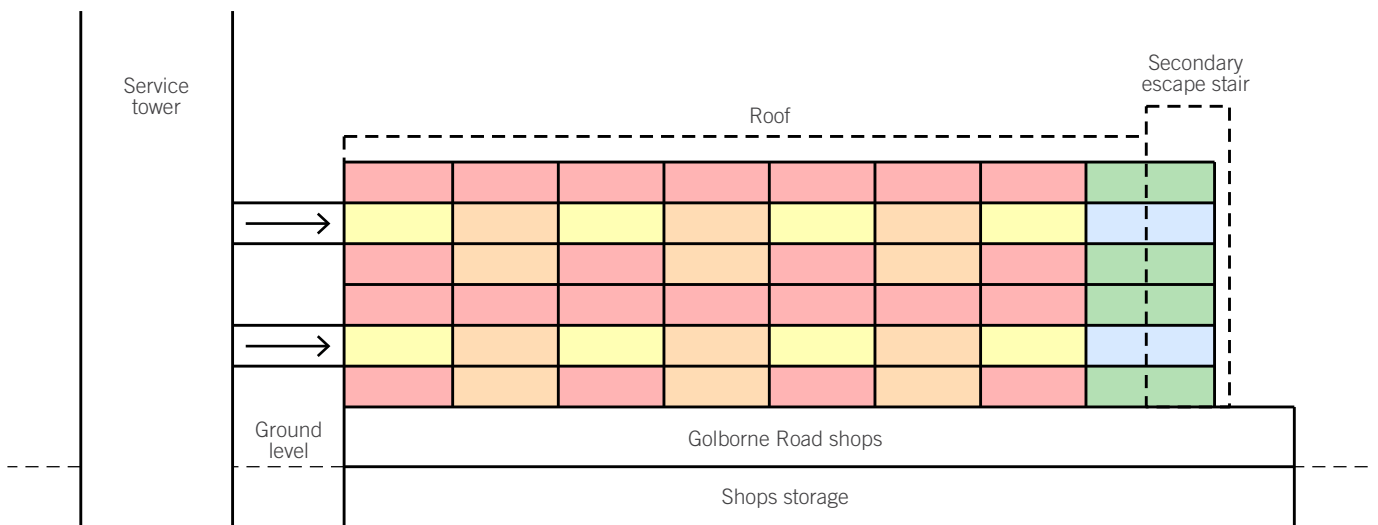 Service
tower
Secondary
escape stair
Roof
Ground
level
Golborne Road shops
Shops storage